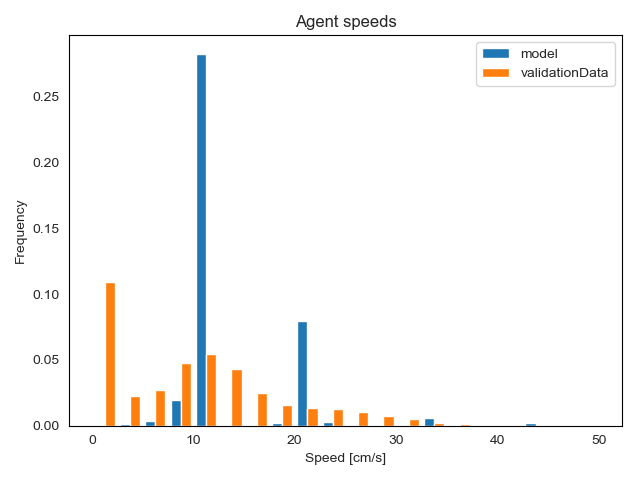 Agent speeds
model
validationData
Frequency
0.25
0.20
0.15
0.10
0.05
0.00
0 10 20 30 40 50
Speed [cm/s]